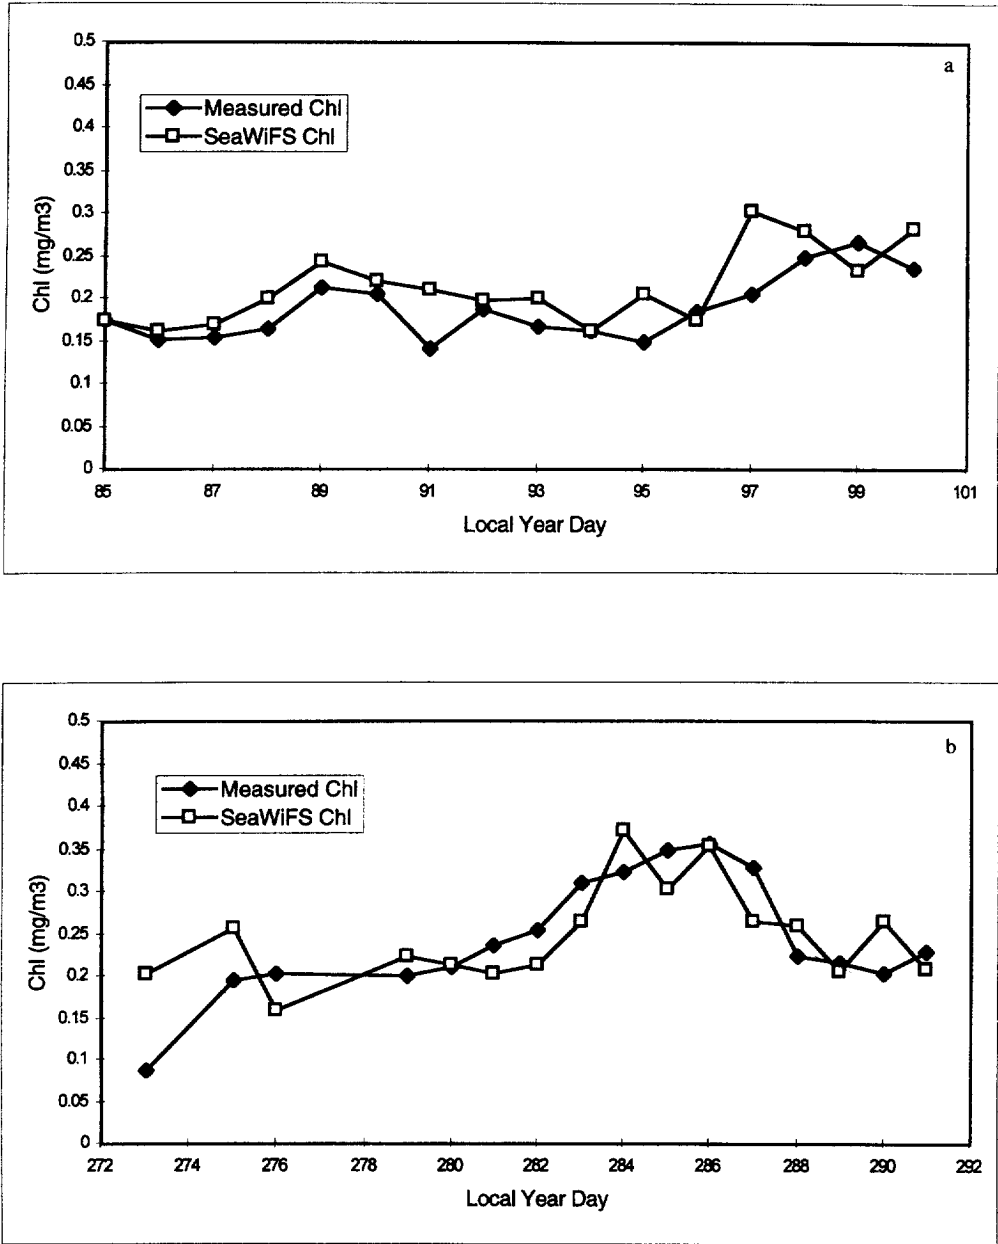 a
0.5
0.45
0.4
0.35
0.3
0.25
0.2
0.15
0.1
0.05
0
Chl (mg/m3)
Measured Chl
SeaWiFS Chl
85 87 89 91 93 95 97 99 101
Local Year Day
b
0.5
0.45
0.4
0.35
0.3
0.25
0.2
0.15
0.1
0.05
0
Chl (mg/m3)
Measured Chl
SeaWiFS Chl
272 274 276 278 280 282 284 286 288 290 292
Local Year Day